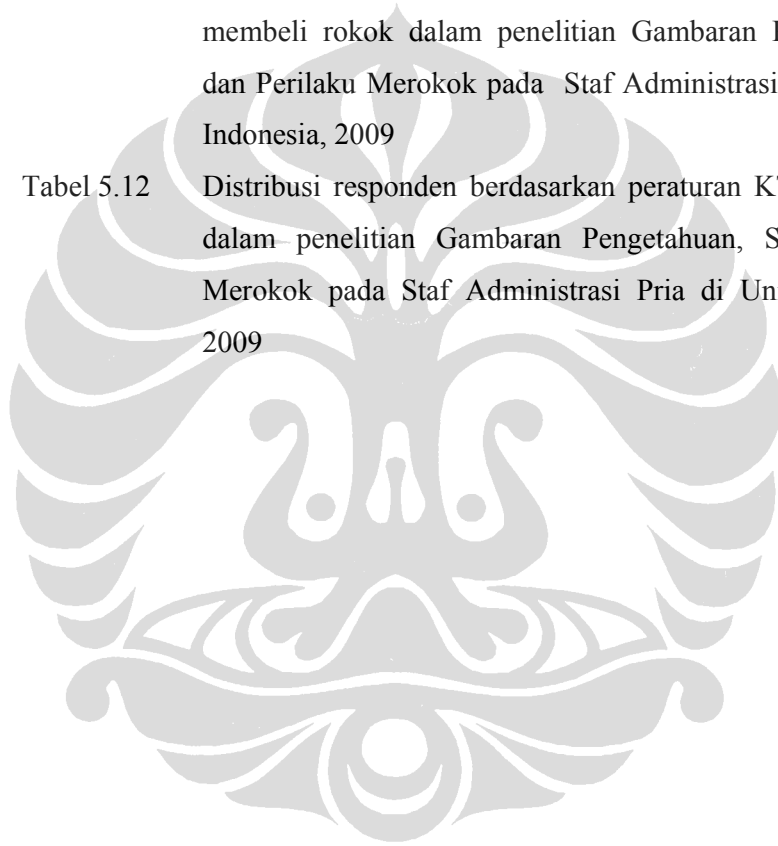 membeli rokok dalam penelitian Gambaran
dan Perilaku Merokok pada Staf Administrasi
Indonesia, 2009
Tabel 5.12 Distribusi responden berdasarkan peraturan
dalam penelitian Gambaran Pengetahuan,
Merokok pada Staf Administrasi Pria di
2009